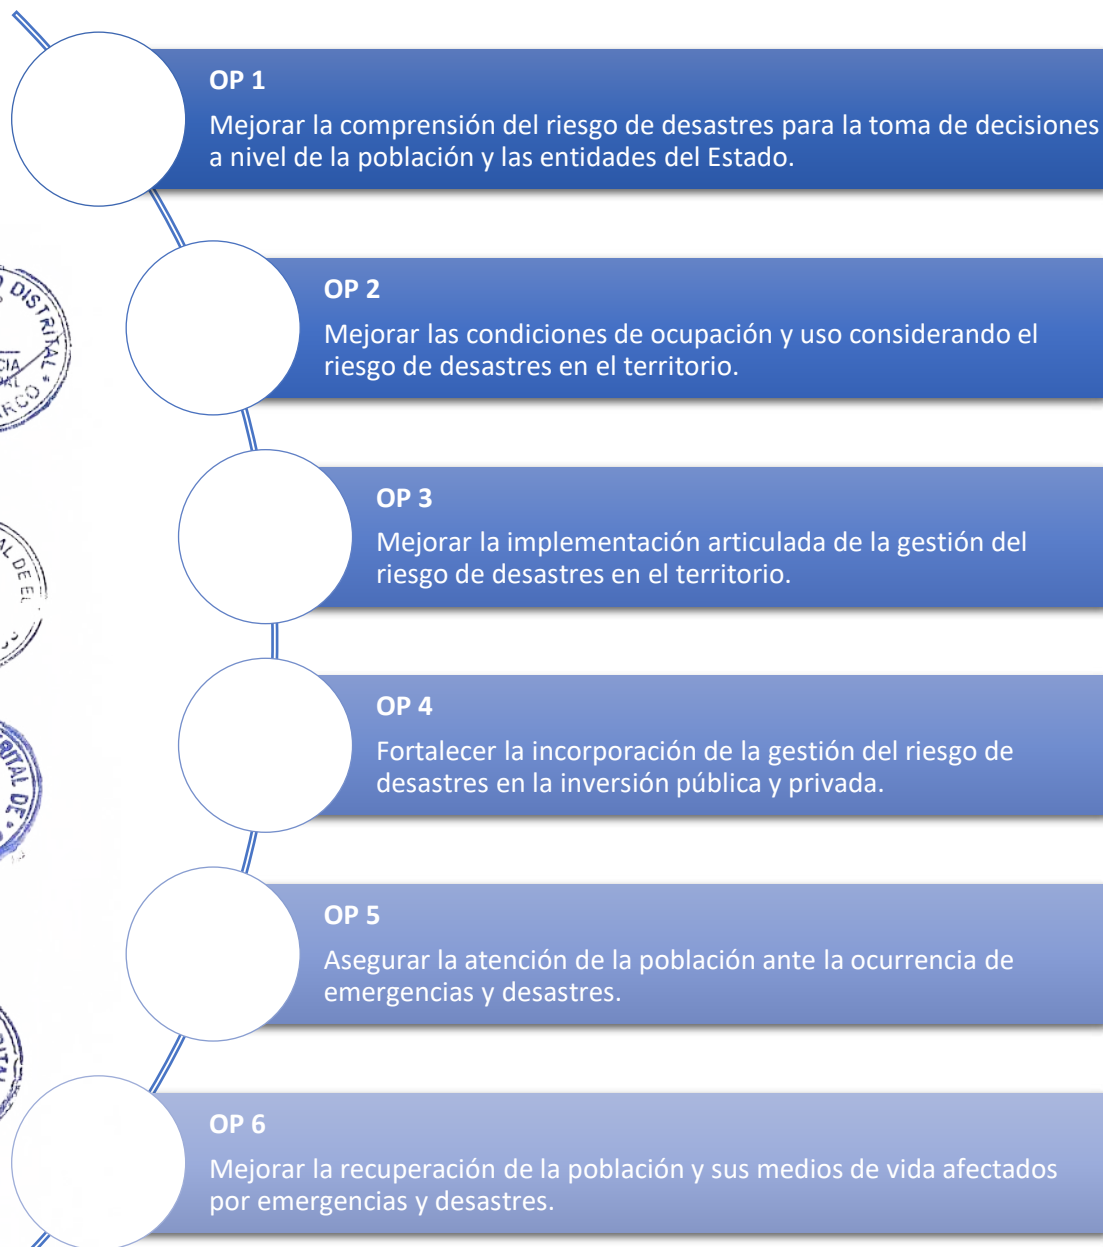 OP 1
Mejorar la comprensión del riesgo de desastres para la toma de decisiones
a nivel de la población y las entidades del Estado.
OP 2
Mejorar las condiciones de ocupación y uso considerando el
riesgo de desastres en el territorio.
OP 3
Mejorar la implementación articulada de la gestión del
riesgo de desastres en el territorio.
OP 4
Fortalecer la incorporación de la gestión del riesgo de
desastres en la inversión pública y privada.
OP 5
Asegurar la atención de la población ante la ocurrencia de
emergencias y desastres.
OP 6
Mejorar la recuperación de la población y sus medios de vida afectados
por emergencias y desastres.
DISTRITAL
DE EL
DE